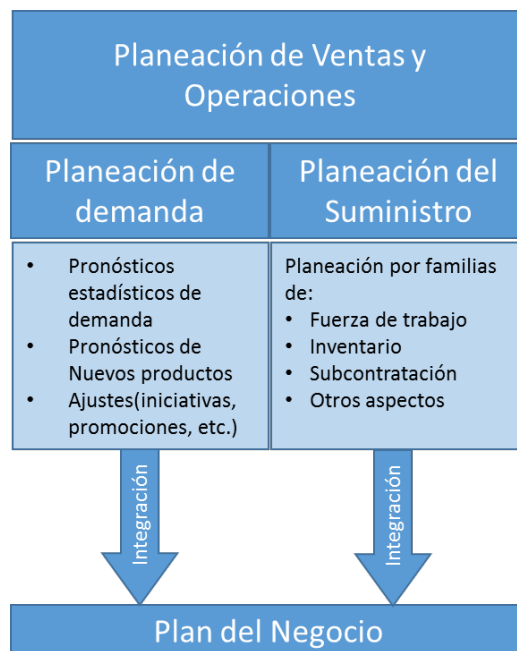 Planeación de Ventas y
Operaciones
Planeación de
demanda
Planeación del
Suministro
• Pronósticos
estadísticos de
demanda
• Pronósticos de
Nuevos productos
• Ajustes(iniciativas,
promociones, etc.)
Planeación por familias
de:
• Fuerza de trabajo
• Inventario
• Subcontratación
• Otros aspectos
Integración
Integración
Plan del Negocio